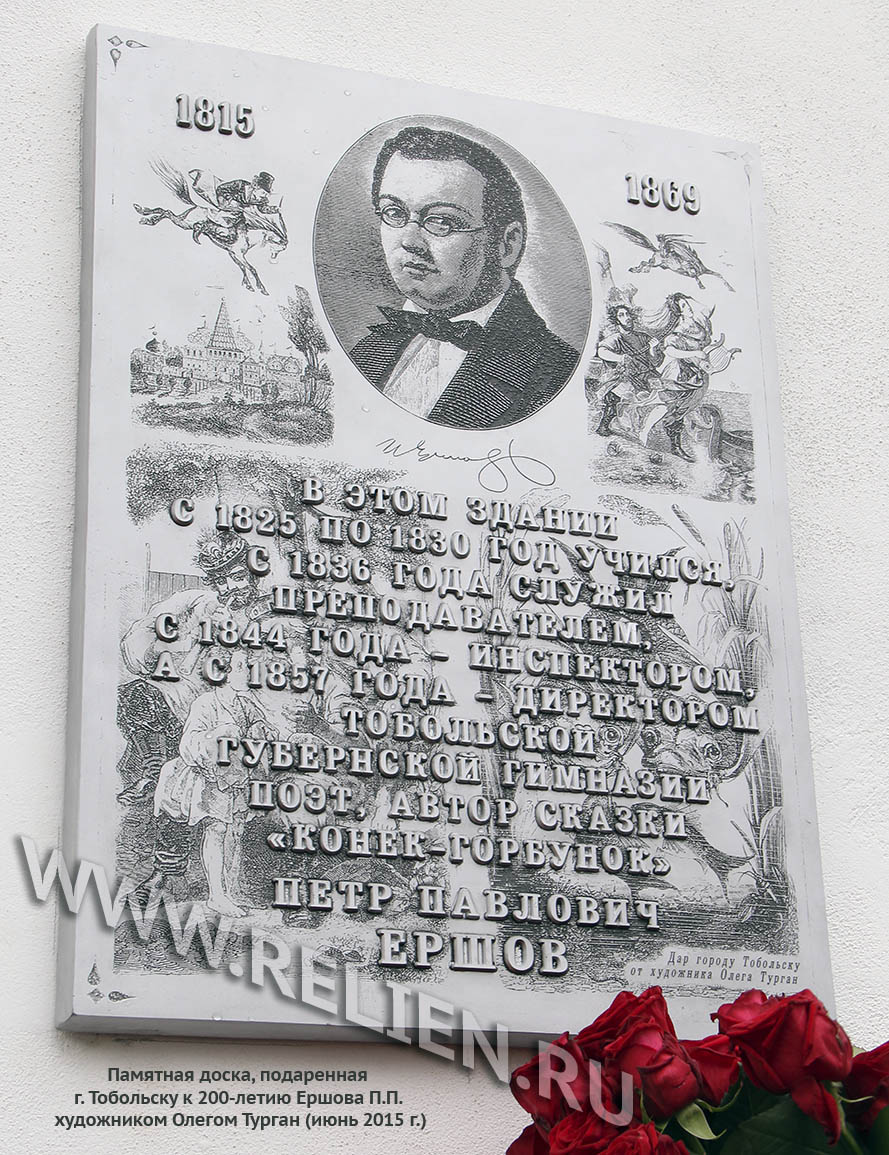 1815
1869
В ЭТОМ ЗДАНИИ
С 1825 ПО 1830 ГОД УЧИЛСЯ,
С 1836 ГОДА СЛУЖИЛ
ПРЕПОДАВАТЕЛЕМ,
С 1844 ГОДА – ИНСПЕКТОРОМ,
А С 1857 ГОДА – ДИРЕКТОРОМ
ТОБОЛЬСКОЙ
ГУБЕРНСКОЙ ГИМНАЗИИ
ПОЭТ, АВТОР СКАЗКИ
«КОНЕК-ГОРБУНОК»
ПЕТР ПАВЛОВИЧ
ЕРШОВ
Дар городу Тобольску
от художника Олега Турган
WWW.RELIEN.RU
Памятная доска, подаренная
г. Тобольску к 200-летию Ершова П.П.
художником Олегом Турган (июнь 2015 г.)